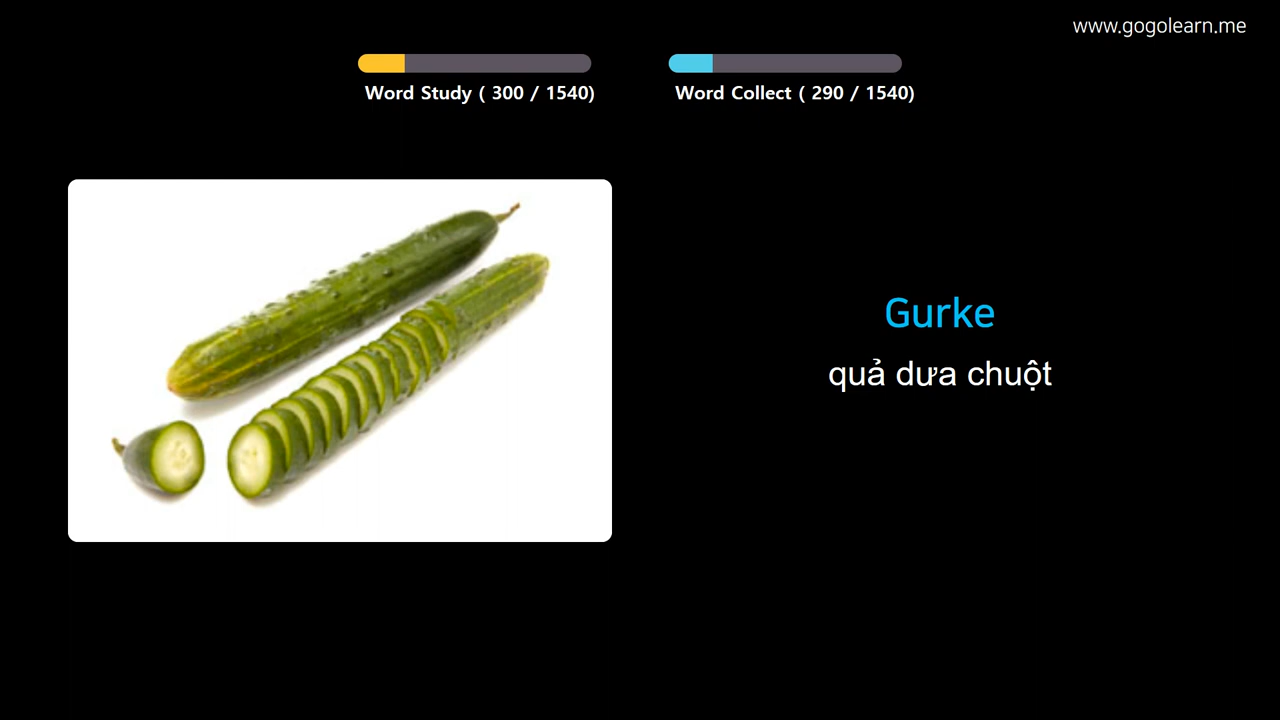 www.gogolearn.me
Word Study ( 300 / 1540)
Word Collect ( 290 / 1540)
Gurke
quả dưa chuột